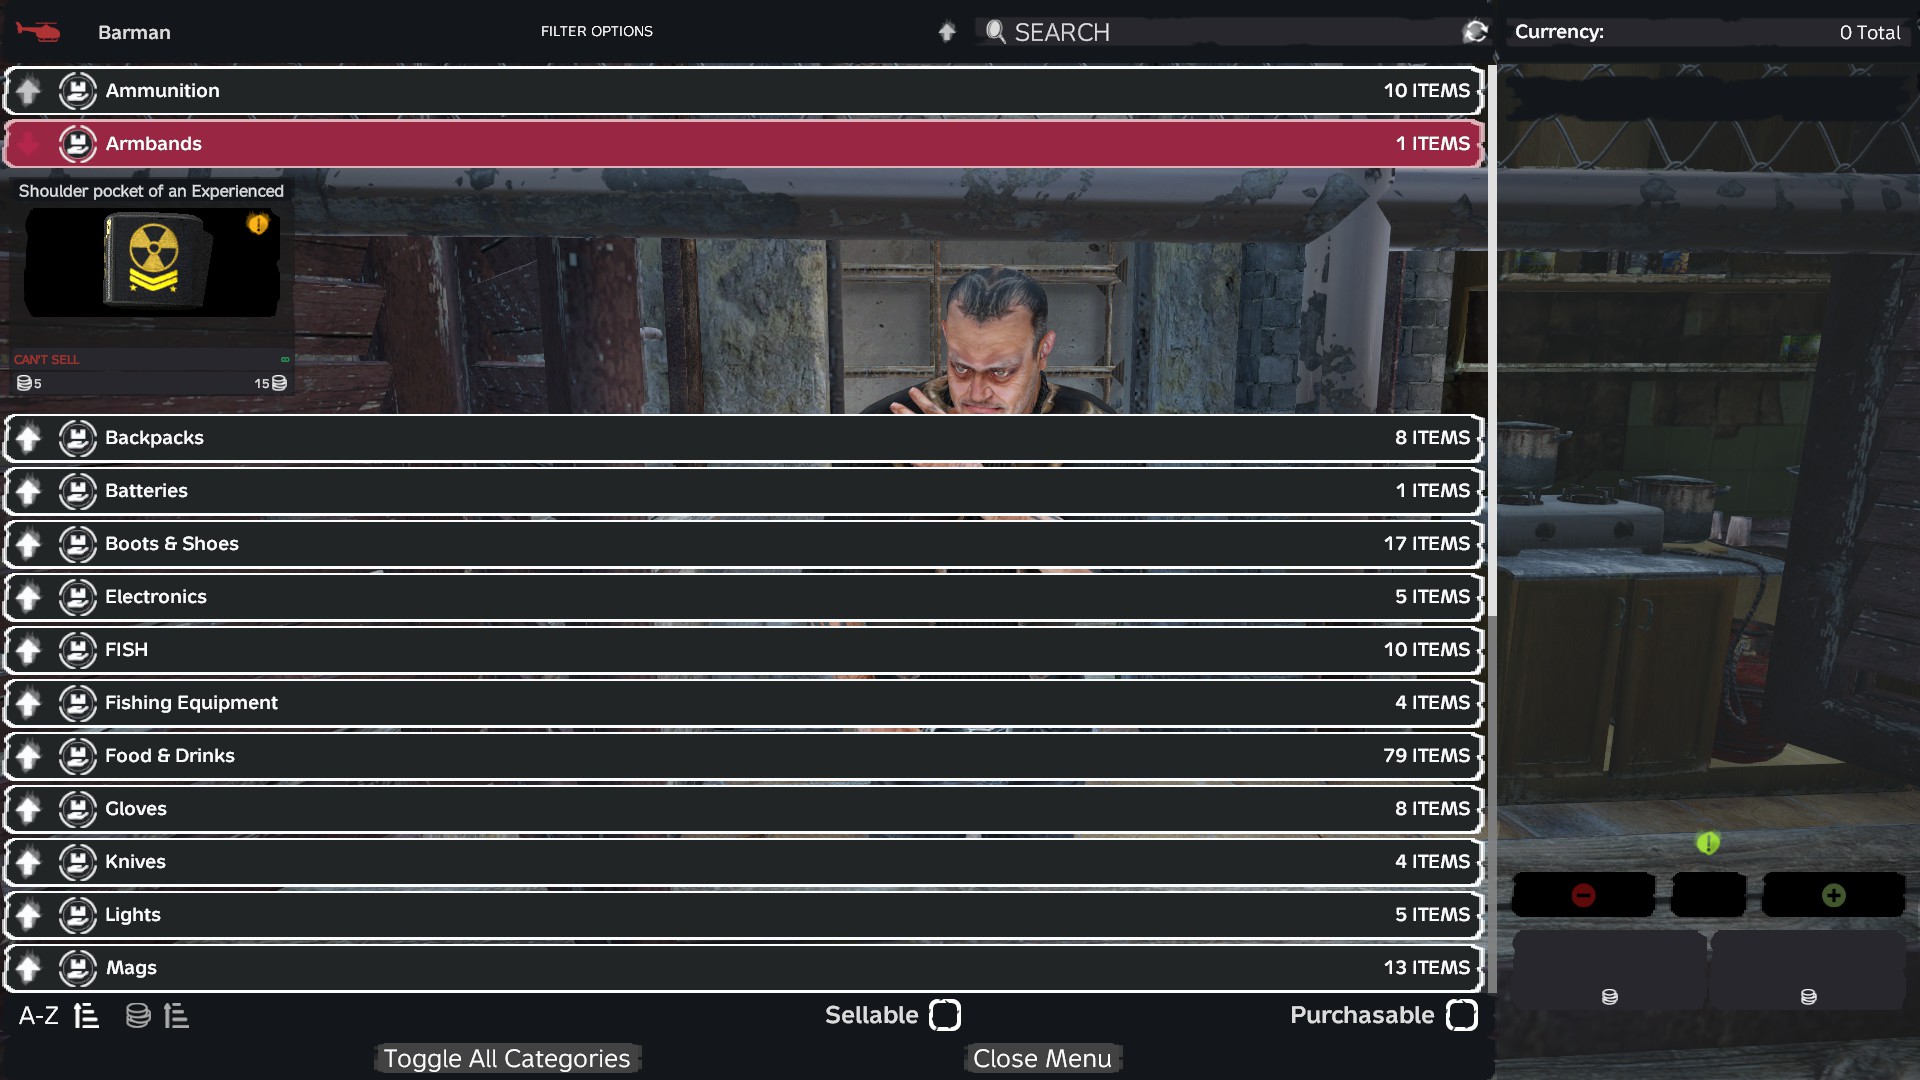 Barman
FILTER OPTIONS
SEARCH
Currency:
0 Total
Ammunition
10 ITEMS
Armbands
1 ITEMS
Shoulder pocket of an Experienced
CAN'T SELL
∞
5
15
Backpacks
8 ITEMS
Batteries
1 ITEMS
Boots & Shoes
17 ITEMS
Electronics
5 ITEMS
FISH
10 ITEMS
Fishing Equipment
4 ITEMS
Food & Drinks
79 ITEMS
Gloves
8 ITEMS
Knives
4 ITEMS
Lights
5 ITEMS
Mags
13 ITEMS
A-Z
Sellable
Purchasable
Toggle All Categories
Close Menu